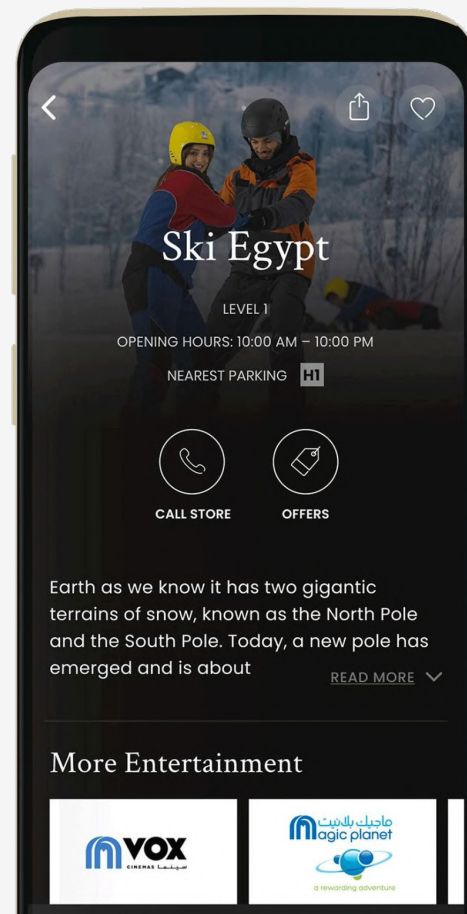 Ski Egypt
LEVEL 1
OPENING HOURS: 10:00 AM – 10:00 PM
NEAREST PARKING H1
CALL STORE OFFERS
Earth as we know it has two gigantic
terrains of snow, known as the North Pole
and the South Pole. Today, a new pole has
emerged and is about
READ MORE
More Entertainment
VOX
CINEMAS سينما
ماجيك بلانيت
Magic planet
a rewarding adventure